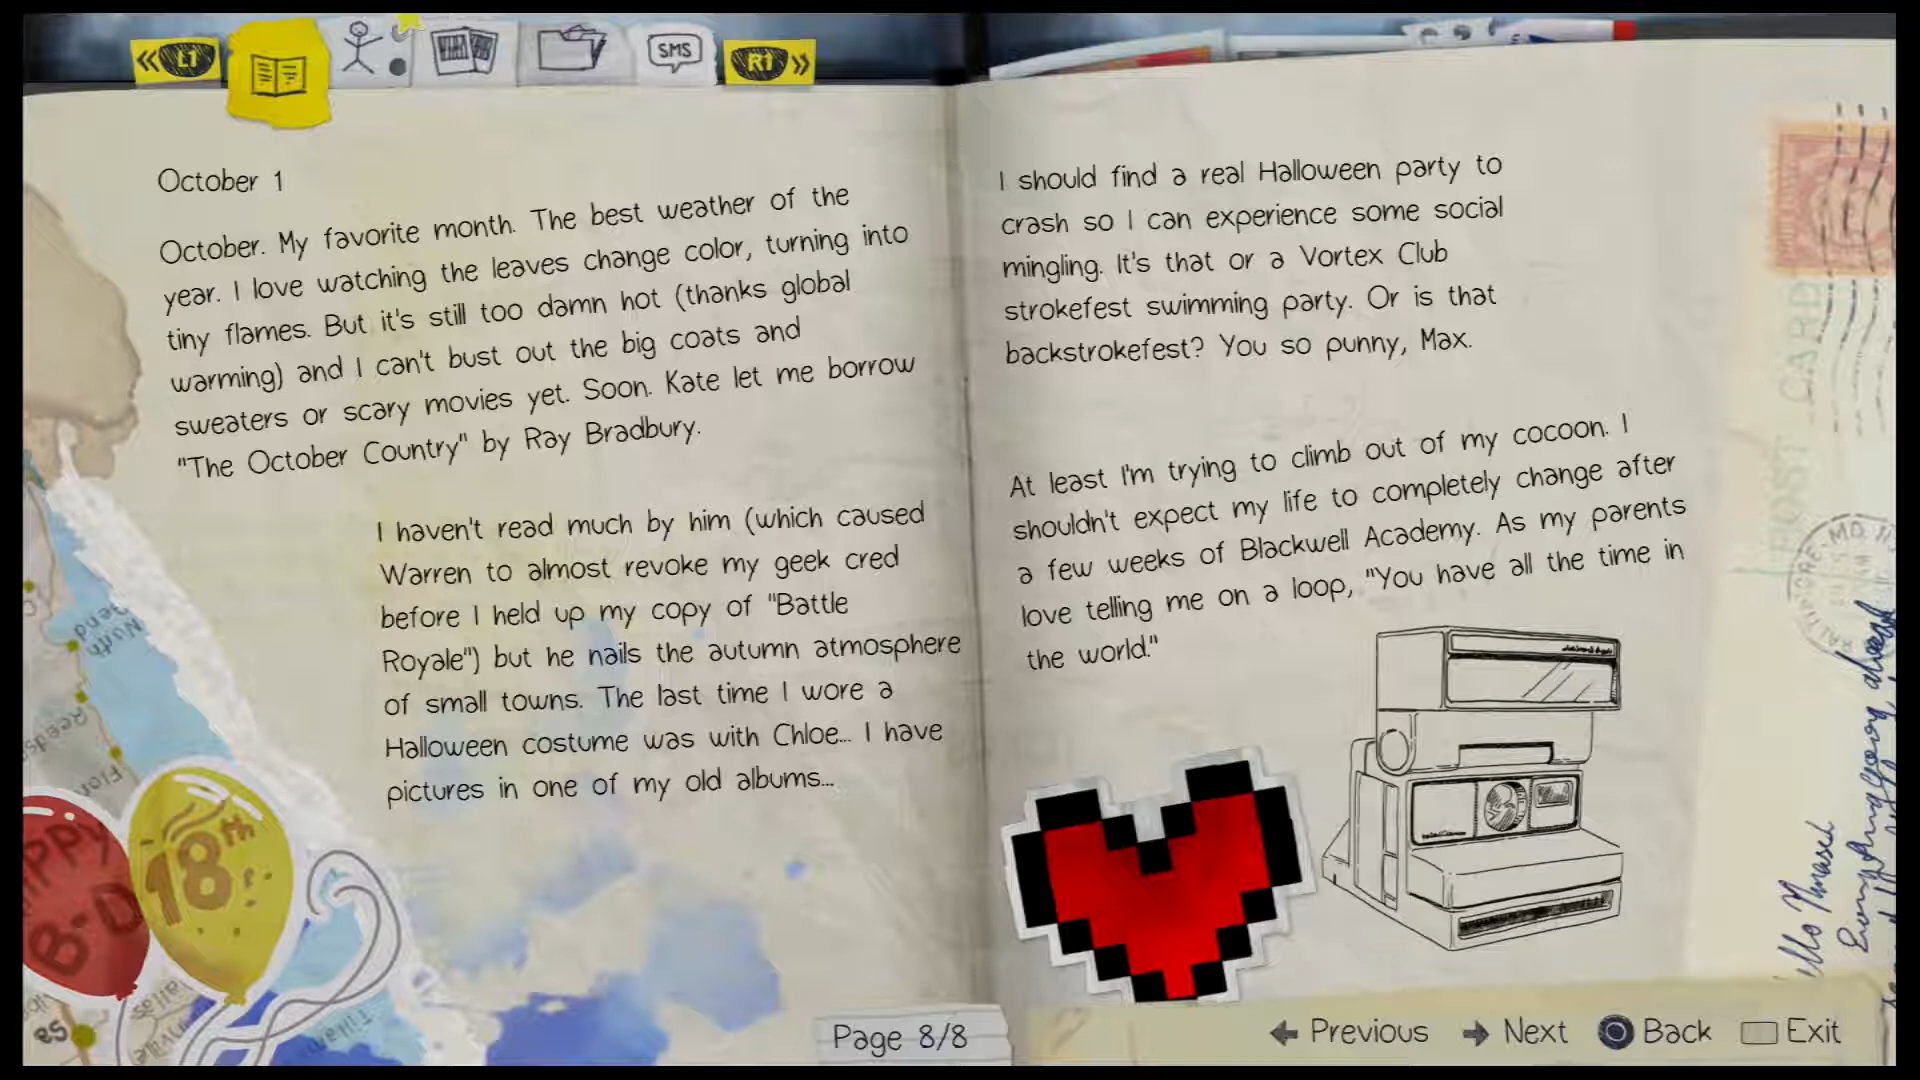 L1
SMS
R1
October 1
October. My favorite month. The best weather of the
year. I love watching the leaves change color, turning into
tiny flames. But it's still too damn hot (thanks global
warming) and I can't bust out the big coats and
sweaters or scary movies yet. Soon. Kate let me borrow
"The October Country" by Ray Bradbury.
I haven't read much by him (which caused
Warren to almost revoke my geek cred
before I held up my copy of "Battle
Royale") but he nails the autumn atmosphere
of small towns. The last time I wore a
Halloween costume was with Chloe... I have
pictures in one of my old albums...
I should find a real Halloween party to
crash so I can experience some social
mingling. It's that or a Vortex Club
strokefest swimming party. Or is that
backstrokefest? You so punny, Max.
At least I'm trying to climb out of my cocoon. I
shouldn't expect my life to completely change after
a few weeks of Blackwell Academy. As my parents
love telling me on a loop, "You have all the time in
the world."
POST CARD
North
Bend
18th
B-D
Page 8/8
Previous
Next
Back
Exit